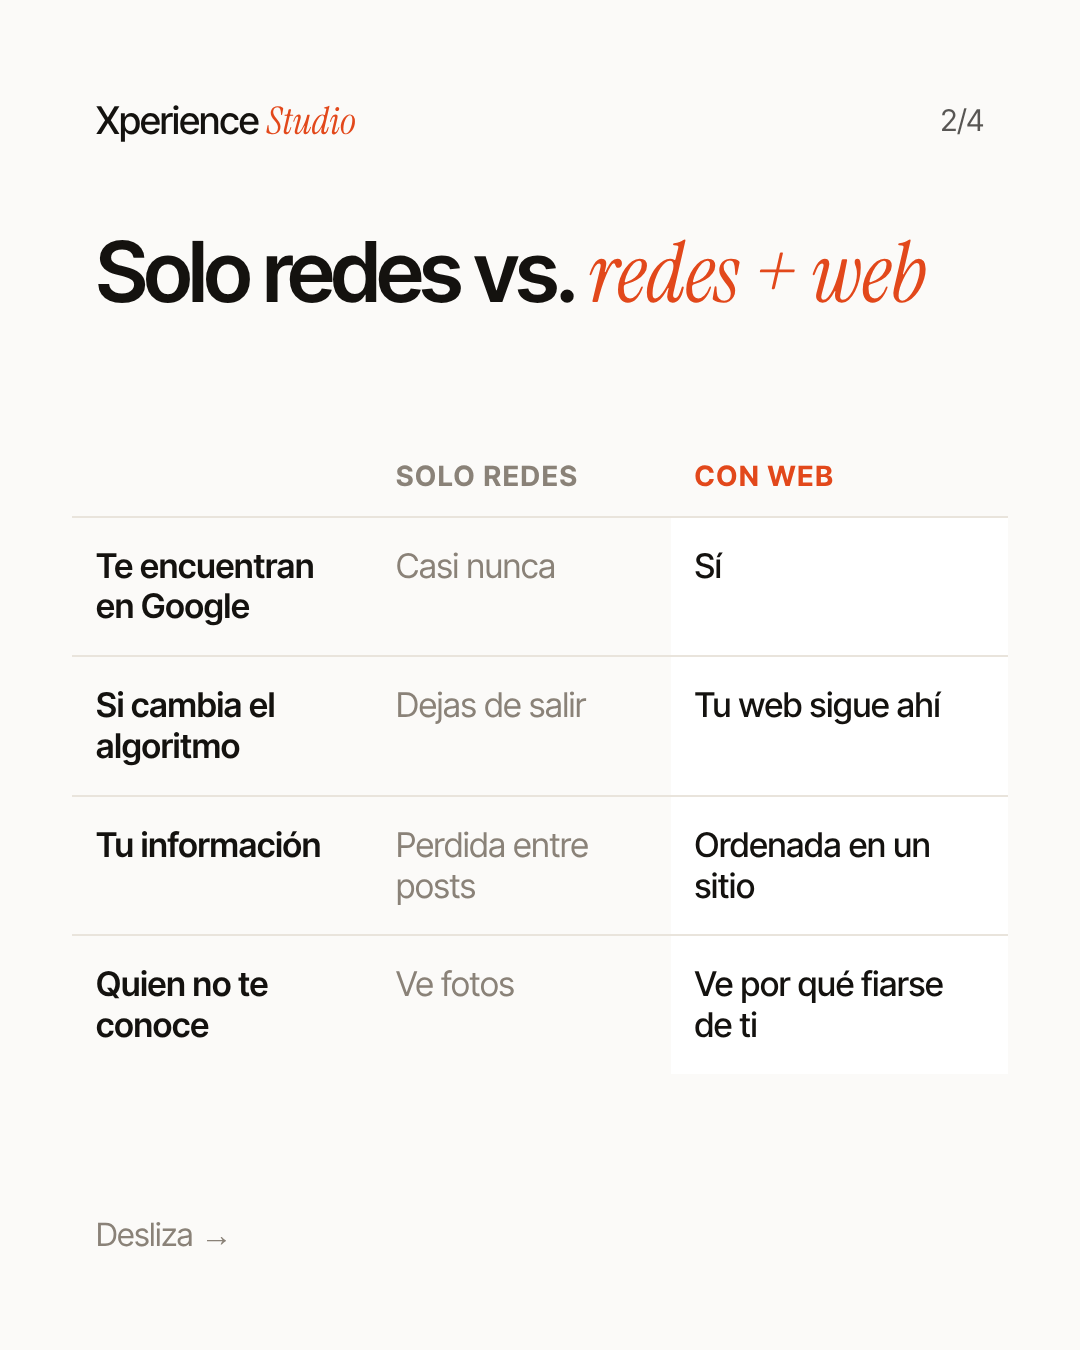 Xperience Studio
2/4
Solo redes vs. redes + web
SOLO REDES
CON WEB
Te encuentran
en Google
Casi nunca
Sí
Si cambia el
algoritmo
Dejas de salir
Tu web sigue ahí
Tu información
Perdida entre
posts
Ordenada en un
sitio
Quien no te
conoce
Ve fotos
Ve por qué fiarse
de ti
Desliza →